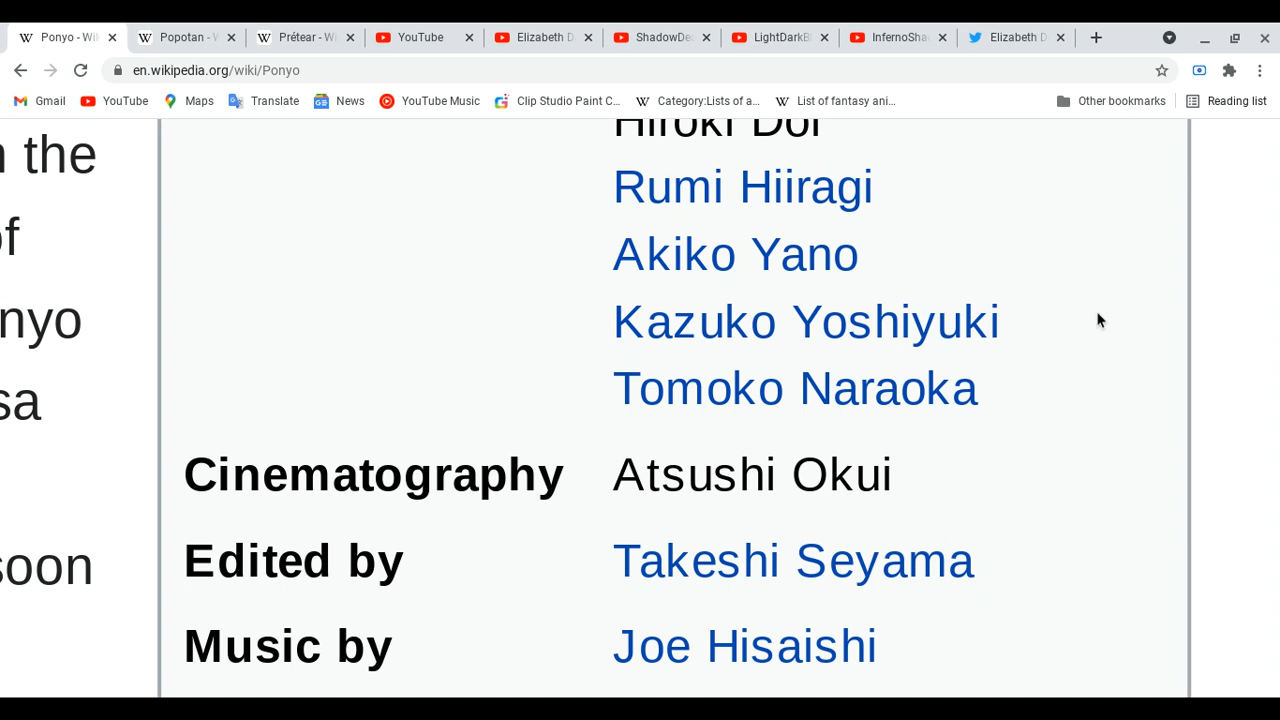 Ponyo - Wi
Popotan - W
Prétear - Wi
YouTube
Elizabeth D
ShadowDe
LightDarkB
InfernoSha
Elizabeth D
en.wikipedia.org/wiki/Ponyo
Gmail
YouTube
Maps
Translate
News
YouTube Music
Clip Studio Paint C...
Category:Lists of a...
List of fantasy ani...
Other bookmarks
Reading list
the
of
nyo
sa
soon
Hiroki Doi
Rumi Hiiragi
Akiko Yano
Kazuko Yoshiyuki
Tomoko Naraoka
Cinematography Atsushi Okui
Edited by Takeshi Seyama
Music by Joe Hisaishi